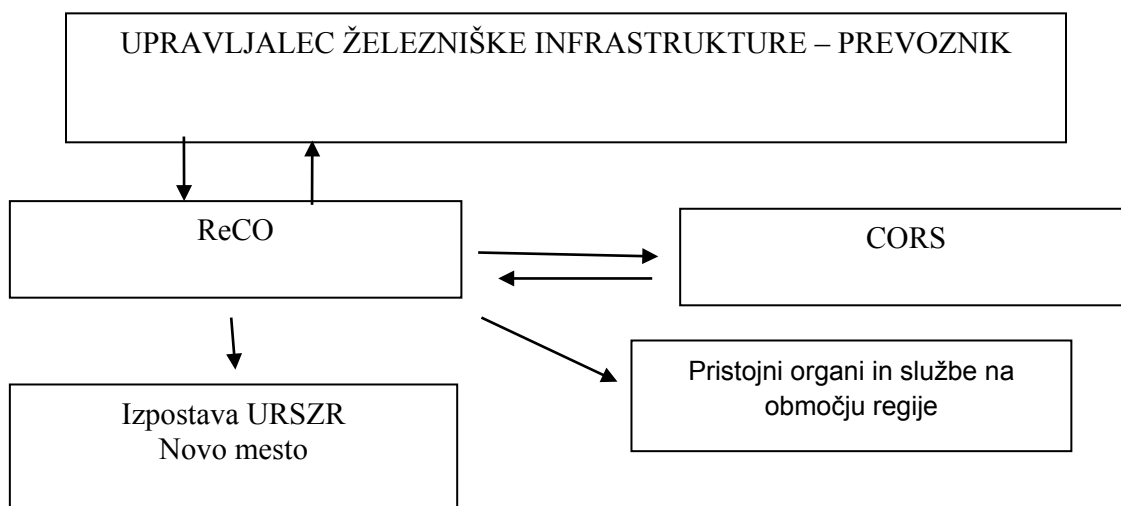 UPRAVLJALEC ŽELEZNIŠKE INFRASTRUKTURE – PREVOZNIK
ReCO
CORS
Pristojni organi in službe na
območju regije
Izpostava URSZR
Novo mesto